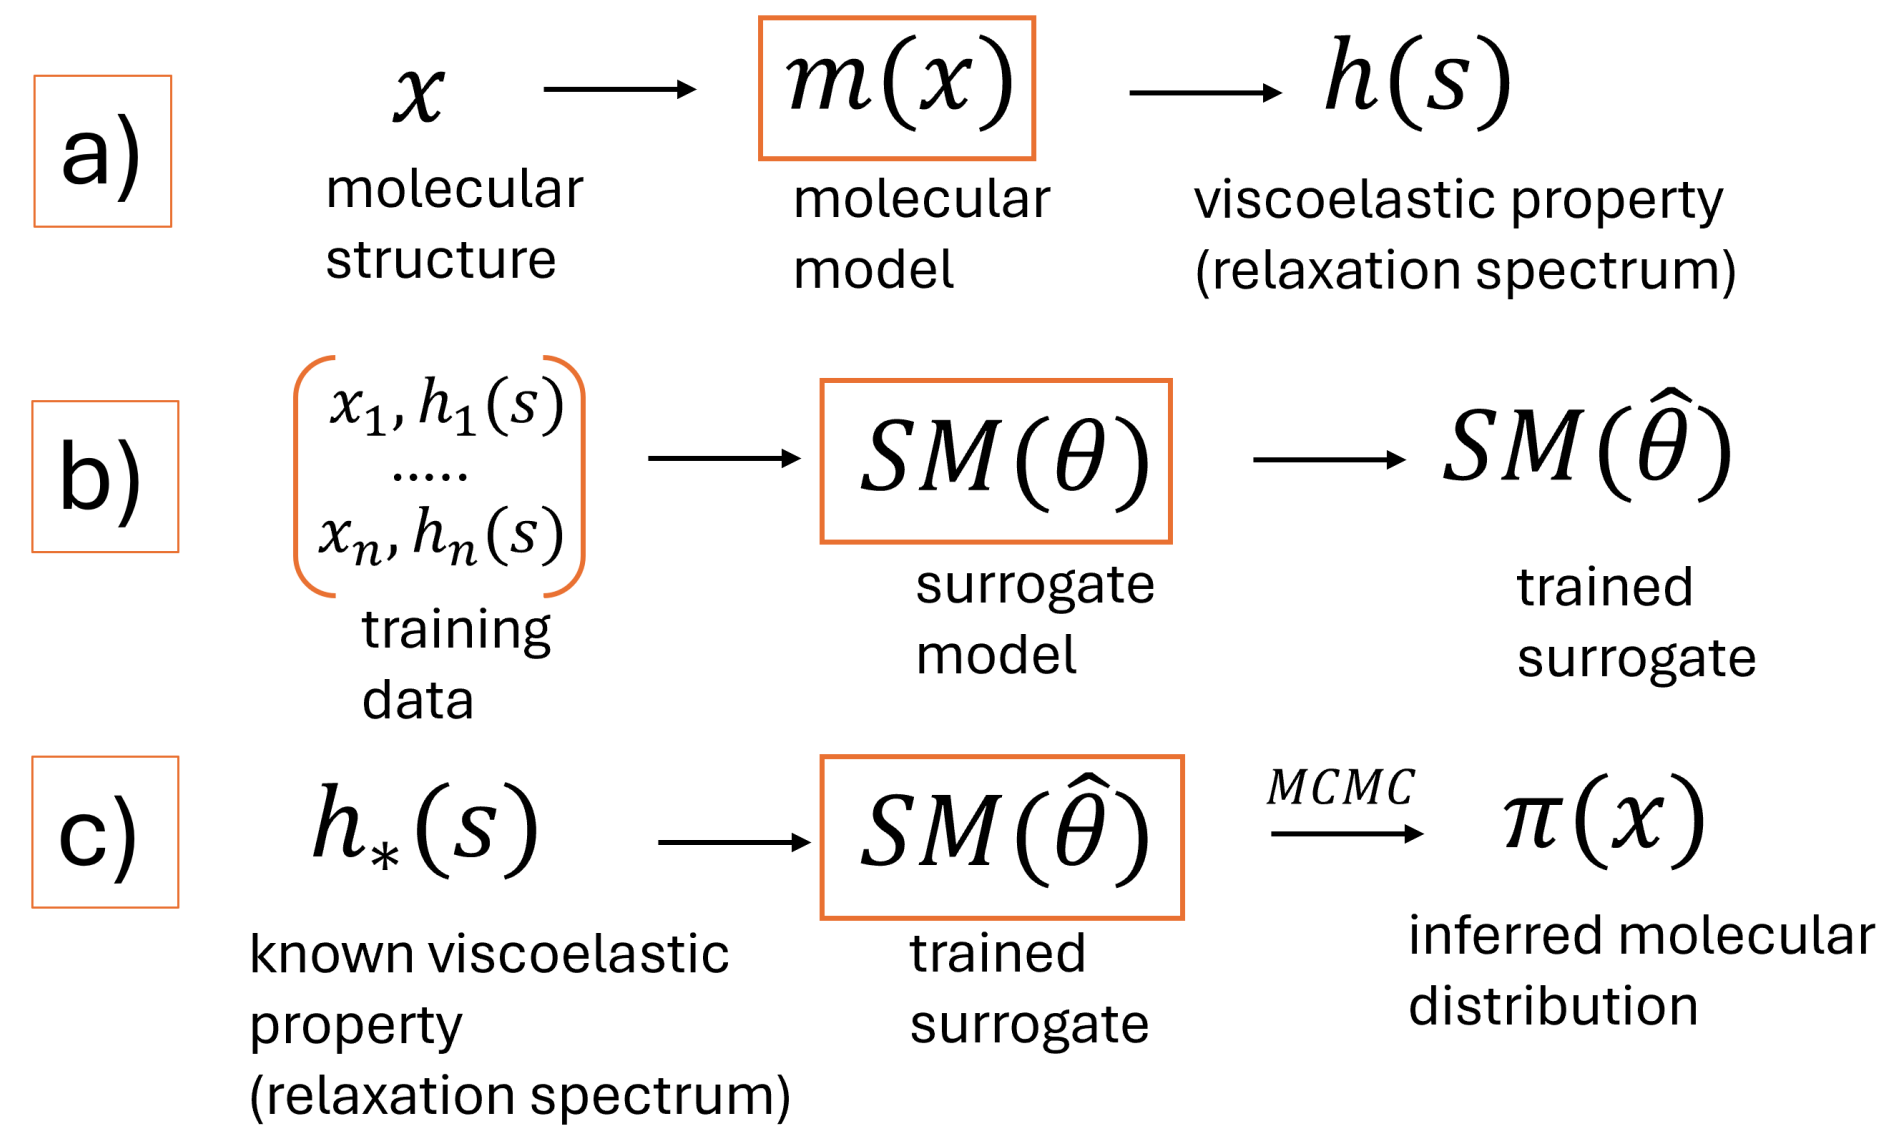 a)
x
m(x)
h(s)
molecular
structure
molecular
model
viscoelastic property
(relaxation spectrum)
b)
x₁, h₁(s)
.....
xₙ, hₙ(s)
training
data
SM(θ)
surrogate
model
SM(θ̂)
trained
surrogate
c)
h∗(s)
known viscoelastic
property
(relaxation spectrum)
SM(θ̂)
trained
surrogate
MCMC
π(x)
inferred molecular
distribution